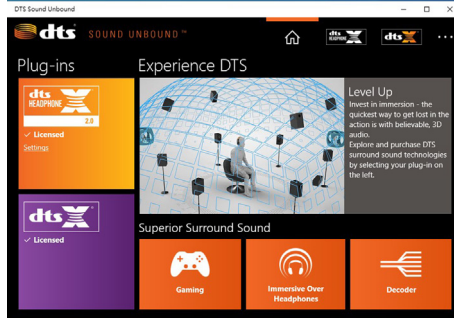 DTS Sound Unbound
dts SOUND UNBOUND™
dts HEADPHONE X
dts X
Plug-ins
dts
HEADPHONE X
2.0
✓ Licensed
Settings
dts X
✓ Licensed
Experience DTS
Level Up
Invest in immersion - the
quickest way to get lost in the
action is with believable, 3D
audio.
Explore and purchase DTS
surround sound technologies
by selecting your plug-in on
the left.
Superior Surround Sound
Gaming
Immersive Over
Headphones
Decoder